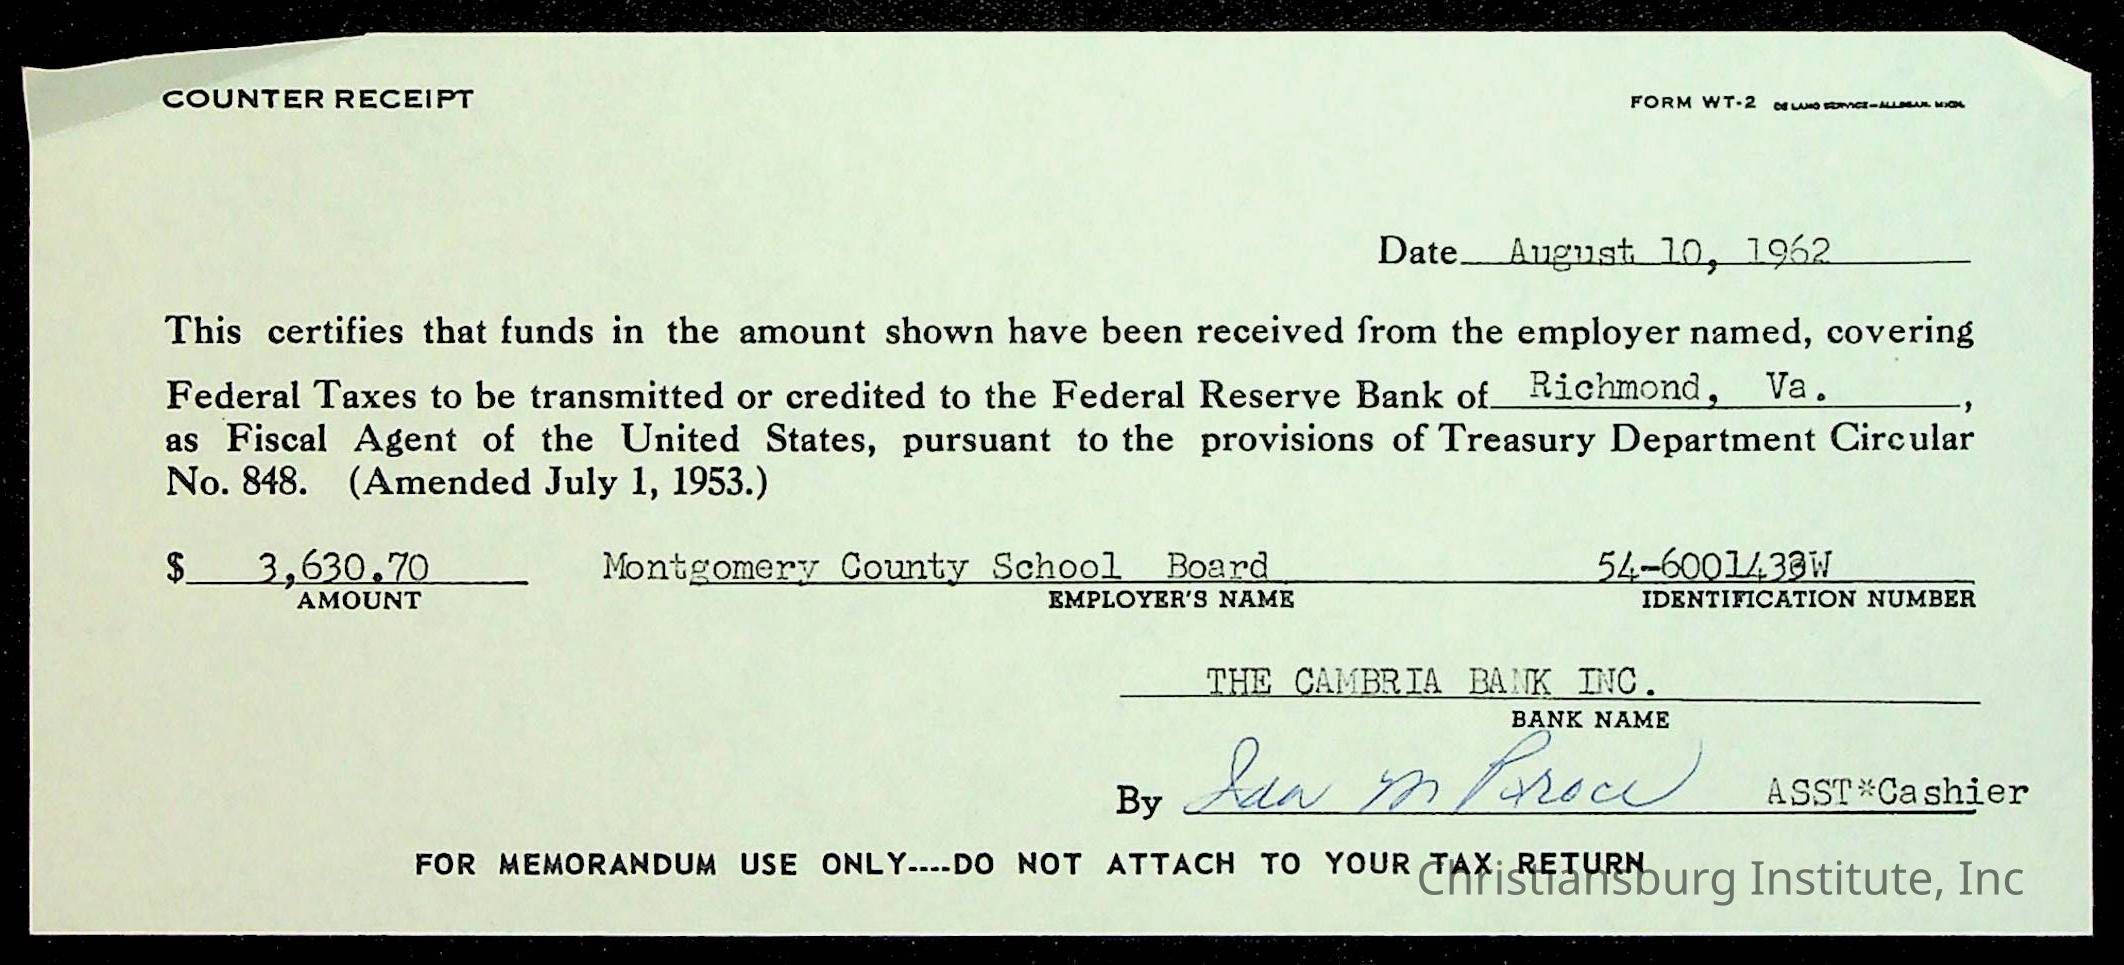 COUNTER RECEIPT
FORM WT-2 DE LAND SERVICE—ALLEGAN, MICH.
Date August 10, 1962
This certifies that funds in the amount shown have been received from the employer named, covering
Federal Taxes to be transmitted or credited to the Federal Reserve Bank of Richmond, Va.,
as Fiscal Agent of the United States, pursuant to the provisions of Treasury Department Circular
No. 848. (Amended July 1, 1953.)
$ 3,630.70 Montgomery County School Board
AMOUNT EMPLOYER'S NAME IDENTIFICATION NUMBER
THE CAMBRIA BANK INC.
BANK NAME
By M ASST*Cashier
FOR MEMORANDUM USE ONLY----DO NOT ATTACH TO YOUR TAX RETURN
Christiansburg Institute, Inc